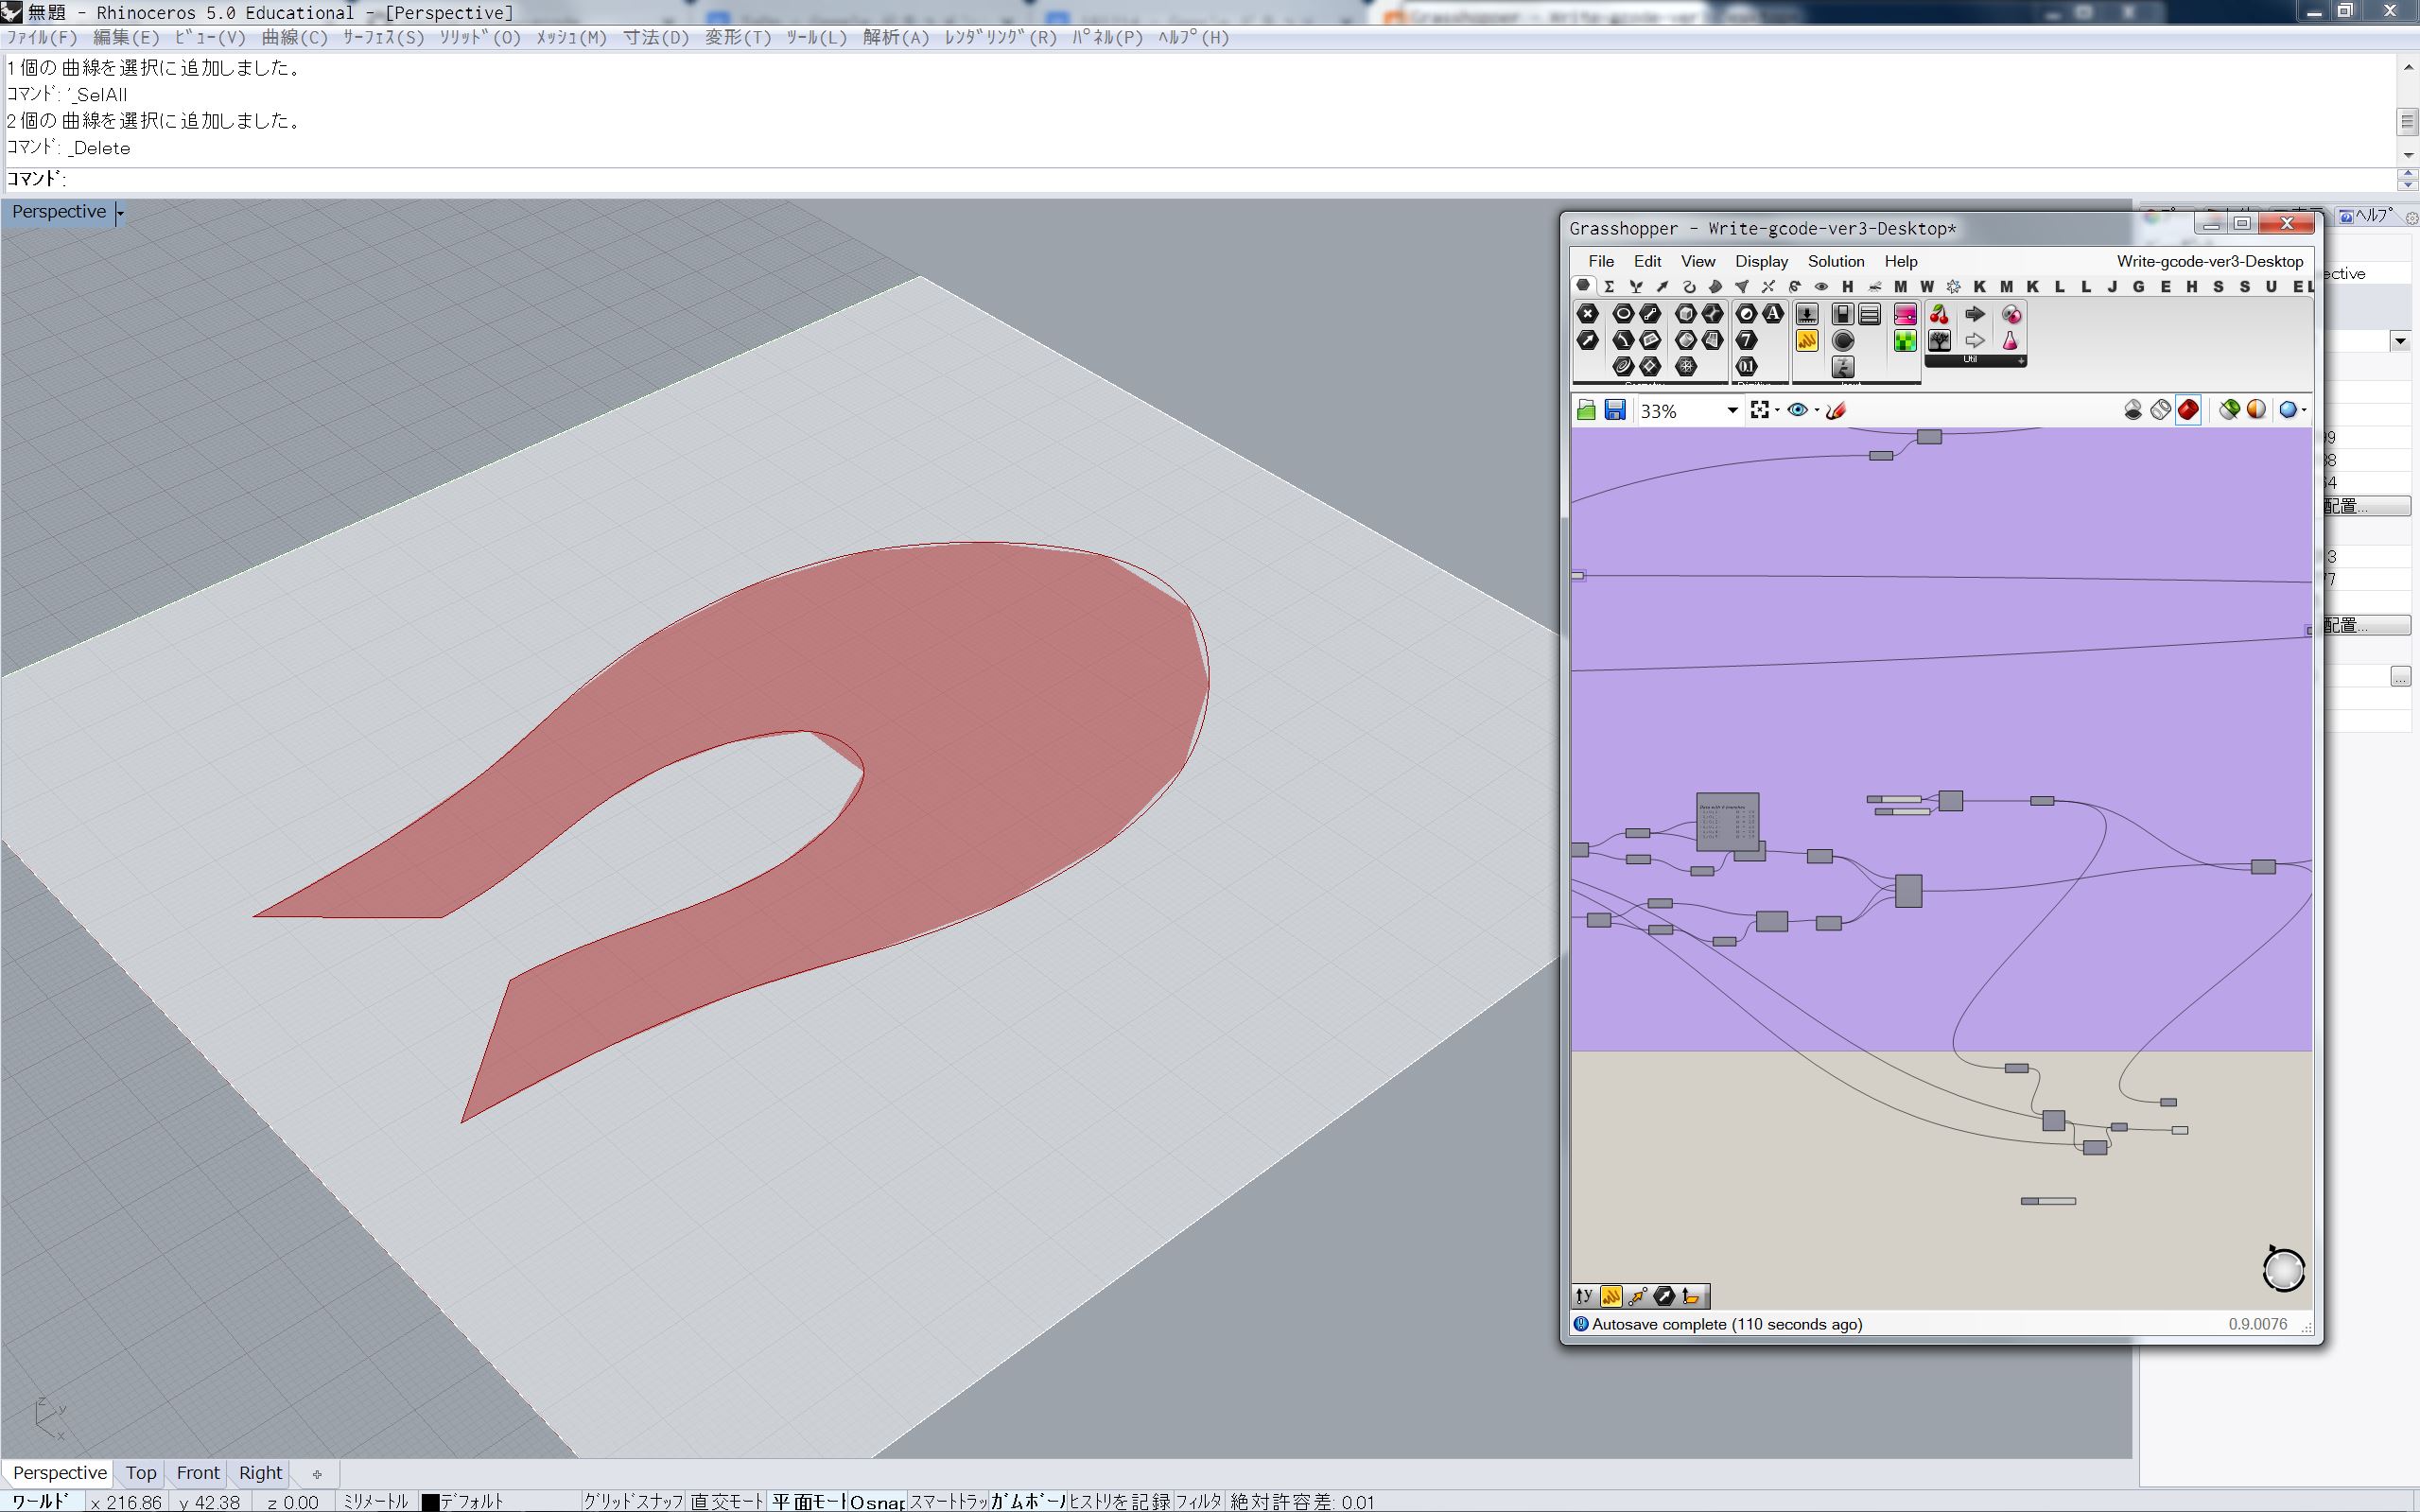 無題 - Rhinoceros 5.0 Educational - [Perspective]
ファイル(F) 編集(E) ビュー(V) 曲線(C) サーフェス(S) ソリッド(O) メッシュ(M) 寸法(D) 変形(T) ツール(L) 解析(A) レンダリング(R) パネル(P) ヘルプ(H)
1 個の 曲線を選択に追加しました。
コマンド: '_SelAll
2 個の 曲線を選択に追加しました。
コマンド: _Delete
コマンド:
Perspective
ヘルプ
Grasshopper - Write-gcode-ver3-Desktop*
File Edit View Display Solution Help Write-gcode-ver3-Desktop
ective
Σ H M W K M K L L J G E H S S U EL
A
7
0.1
Util
33%
配置...
配置...
...
Autosave complete (110 seconds ago) 0.9.0076
z
y
x
Perspective Top Front Right
ワールド x 216.86 y 42.38 z 0.00 ミリメートル デフォルト グリッドスナップ 直交モード 平面モード Osnap スマートトラッ ガムボール ヒストリを記録 フィルタ 絶対許容差: 0.01